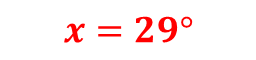 x = 29°